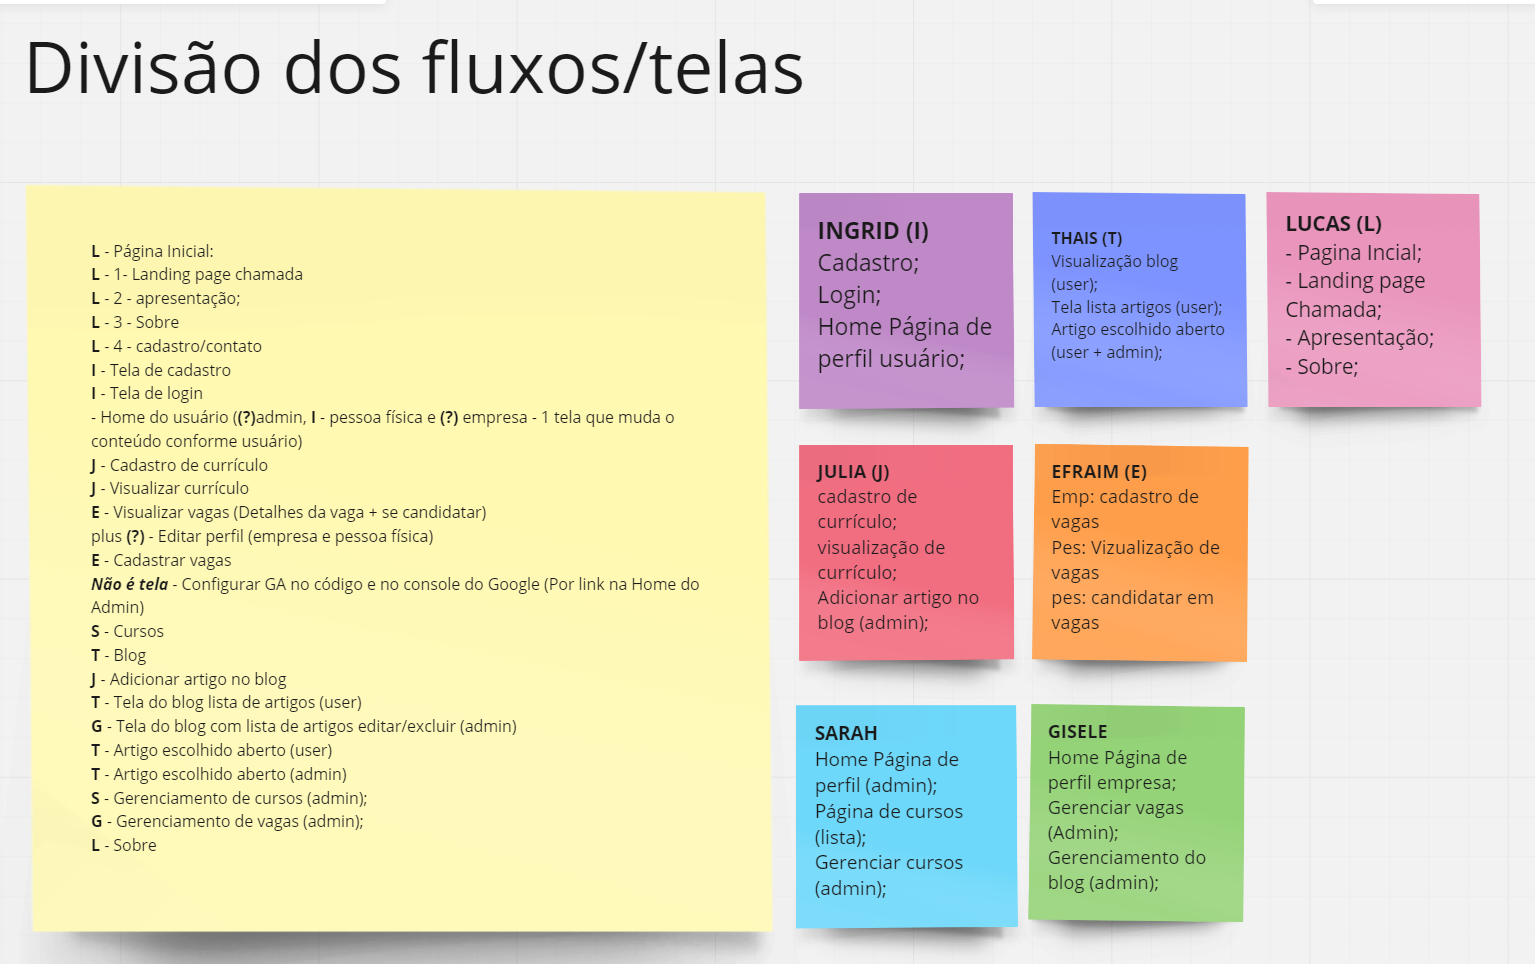 Divisão dos fluxos/telas
L - Página Inicial:
L - 1- Landing page chamada
L - 2 - apresentação;
L - 3 - Sobre
L - 4 - cadastro/contato
I - Tela de cadastro
I - Tela de login
- Home do usuário ((?)admin, I - pessoa física e (?) empresa - 1 tela que muda o
conteúdo conforme usuário)
J - Cadastro de currículo
J - Visualizar currículo
E - Visualizar vagas (Detalhes da vaga + se candidatar)
plus (?) - Editar perfil (empresa e pessoa física)
E - Cadastrar vagas
Não é tela - Configurar GA no código e no console do Google (Por link na Home do
Admin)
S - Cursos
T - Blog
J - Adicionar artigo no blog
T - Tela do blog lista de artigos (user)
G - Tela do blog com lista de artigos editar/excluir (admin)
T - Artigo escolhido aberto (user)
T - Artigo escolhido aberto (admin)
S - Gerenciamento de cursos (admin);
G - Gerenciamento de vagas (admin);
L - Sobre
INGRID (I)
Cadastro;
Login;
Home Página de
perfil usuário;
THAIS (T)
Visualização blog
(user);
Tela lista artigos (user);
Artigo escolhido aberto
(user + admin);
LUCAS (L)
- Pagina Incial;
- Landing page
Chamada;
- Apresentação;
- Sobre;
JULIA (J)
cadastro de
currículo;
visualização de
currículo;
Adicionar artigo no
blog (admin);
EFRAIM (E)
Emp: cadastro de
vagas
Pes: Vizualização de
vagas
pes: candidatar em
vagas
SARAH
Home Página de
perfil (admin);
Página de cursos
(lista);
Gerenciar cursos
(admin);
GISELE
Home Página de
perfil empresa;
Gerenciar vagas
(Admin);
Gerenciamento do
blog (admin);